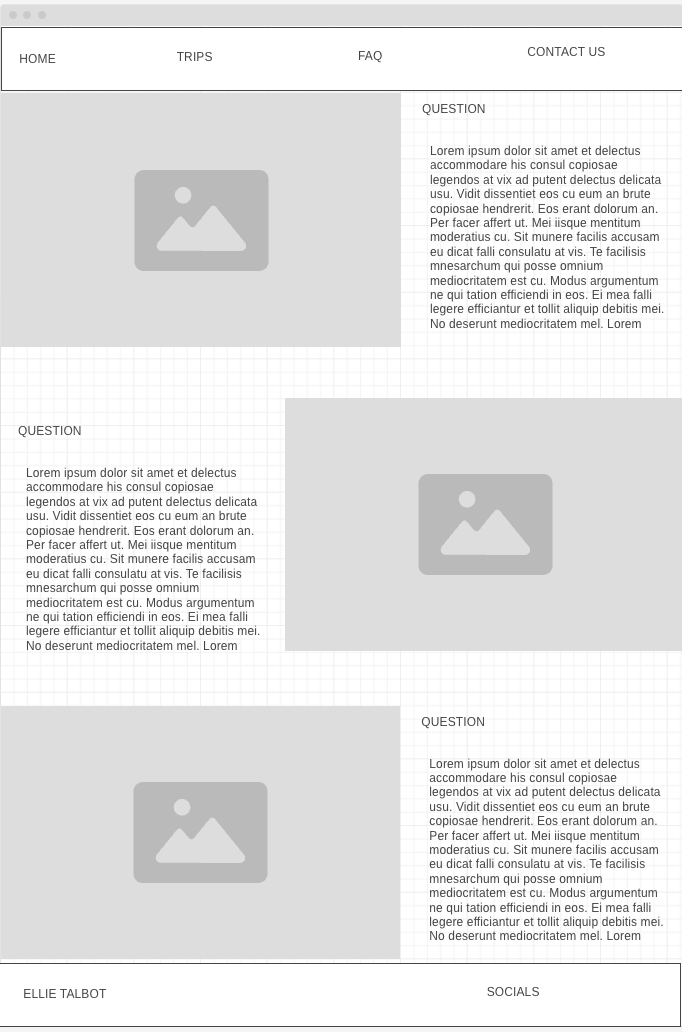 HOME
TRIPS
FAQ
CONTACT US
QUESTION
Lorem ipsum dolor sit amet et delectus
accommodare his consul copiosae
legendos at vix ad putent delectus delicata
usu. Vidit dissentiet eos cu eum an brute
copiosae hendrerit. Eos erant dolorum an.
Per facer affert ut. Mei iisque mentitum
moderatius cu. Sit munere facilis accusam
eu dicat falli consulatu at vis. Te facilisis
mnesarchum qui posse omnium
mediocritatem est cu. Modus argumentum
ne qui tation efficiendi in eos. Ei mea falli
legere efficiantur et tollit aliquip debitis mei.
No deserunt mediocritatem mel. Lorem
QUESTION
Lorem ipsum dolor sit amet et delectus
accommodare his consul copiosae
legendos at vix ad putent delectus delicata
usu. Vidit dissentiet eos cu eum an brute
copiosae hendrerit. Eos erant dolorum an.
Per facer affert ut. Mei iisque mentitum
moderatius cu. Sit munere facilis accusam
eu dicat falli consulatu at vis. Te facilisis
mnesarchum qui posse omnium
mediocritatem est cu. Modus argumentum
ne qui tation efficiendi in eos. Ei mea falli
legere efficiantur et tollit aliquip debitis mei.
No deserunt mediocritatem mel. Lorem
QUESTION
Lorem ipsum dolor sit amet et delectus
accommodare his consul copiosae
legendos at vix ad putent delectus delicata
usu. Vidit dissentiet eos cu eum an brute
copiosae hendrerit. Eos erant dolorum an.
Per facer affert ut. Mei iisque mentitum
moderatius cu. Sit munere facilis accusam
eu dicat falli consulatu at vis. Te facilisis
mnesarchum qui posse omnium
mediocritatem est cu. Modus argumentum
ne qui tation efficiendi in eos. Ei mea falli
legere efficiantur et tollit aliquip debitis mei.
No deserunt mediocritatem mel. Lorem
ELLIE TALBOT
SOCIALS